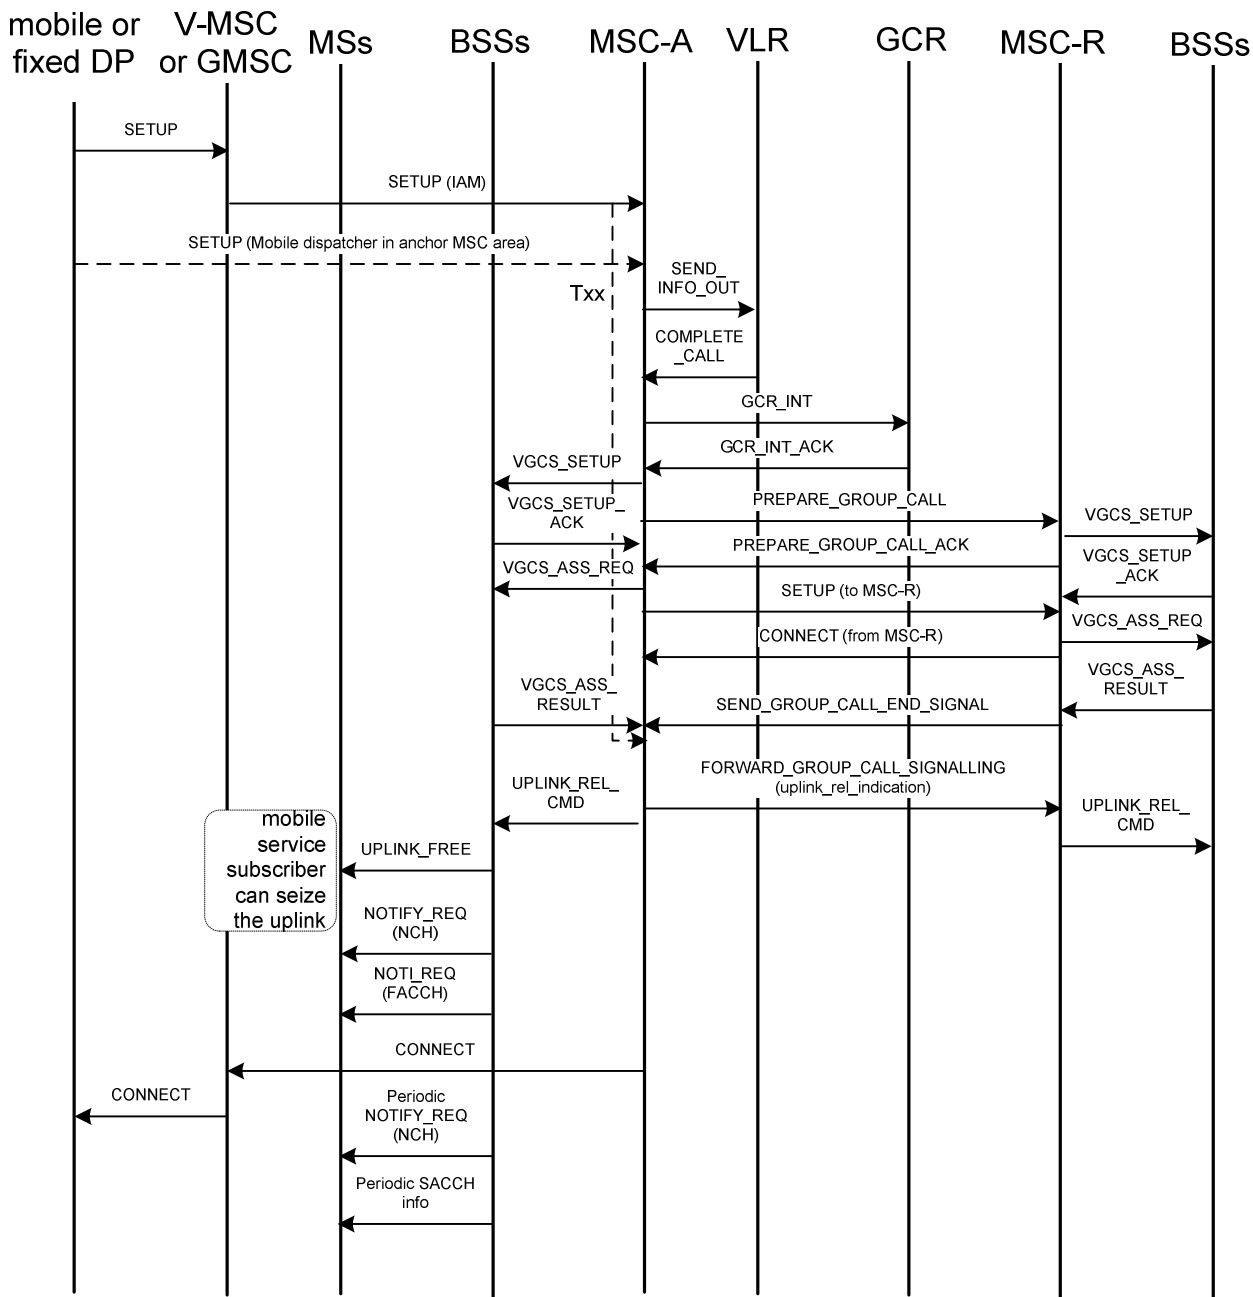 mobile or
fixed DP
V-MSC
or GMSC
MSs
BSSs
MSC-A
VLR
GCR
MSC-R
BSSs
SETUP
SETUP (IAM)
SETUP (Mobile dispatcher in anchor MSC area)
Txx
SEND_
INFO_OUT
COMPLETE
_CALL
GCR_INT
GCR_INT_ACK
VGCS_SETUP
PREPARE_GROUP_CALL
VGCS_SETUP
VGCS_SETUP_
ACK
PREPARE_GROUP_CALL_ACK
VGCS_SETUP
_ACK
VGCS_ASS_REQ
SETUP (to MSC-R)
VGCS_ASS_REQ
CONNECT (from MSC-R)
VGCS_ASS_
RESULT
VGCS_ASS_
RESULT
SEND_GROUP_CALL_END_SIGNAL
FORWARD_GROUP_CALL_SIGNALLING
(uplink_rel_indication)
UPLINK_REL_
CMD
UPLINK_REL_
CMD
mobile
service
subscriber
can seize
the uplink
UPLINK_FREE
NOTIFY_REQ
(NCH)
NOTI_REQ
(FACCH)
CONNECT
CONNECT
Periodic
NOTIFY_REQ
(NCH)
Periodic SACCH
info